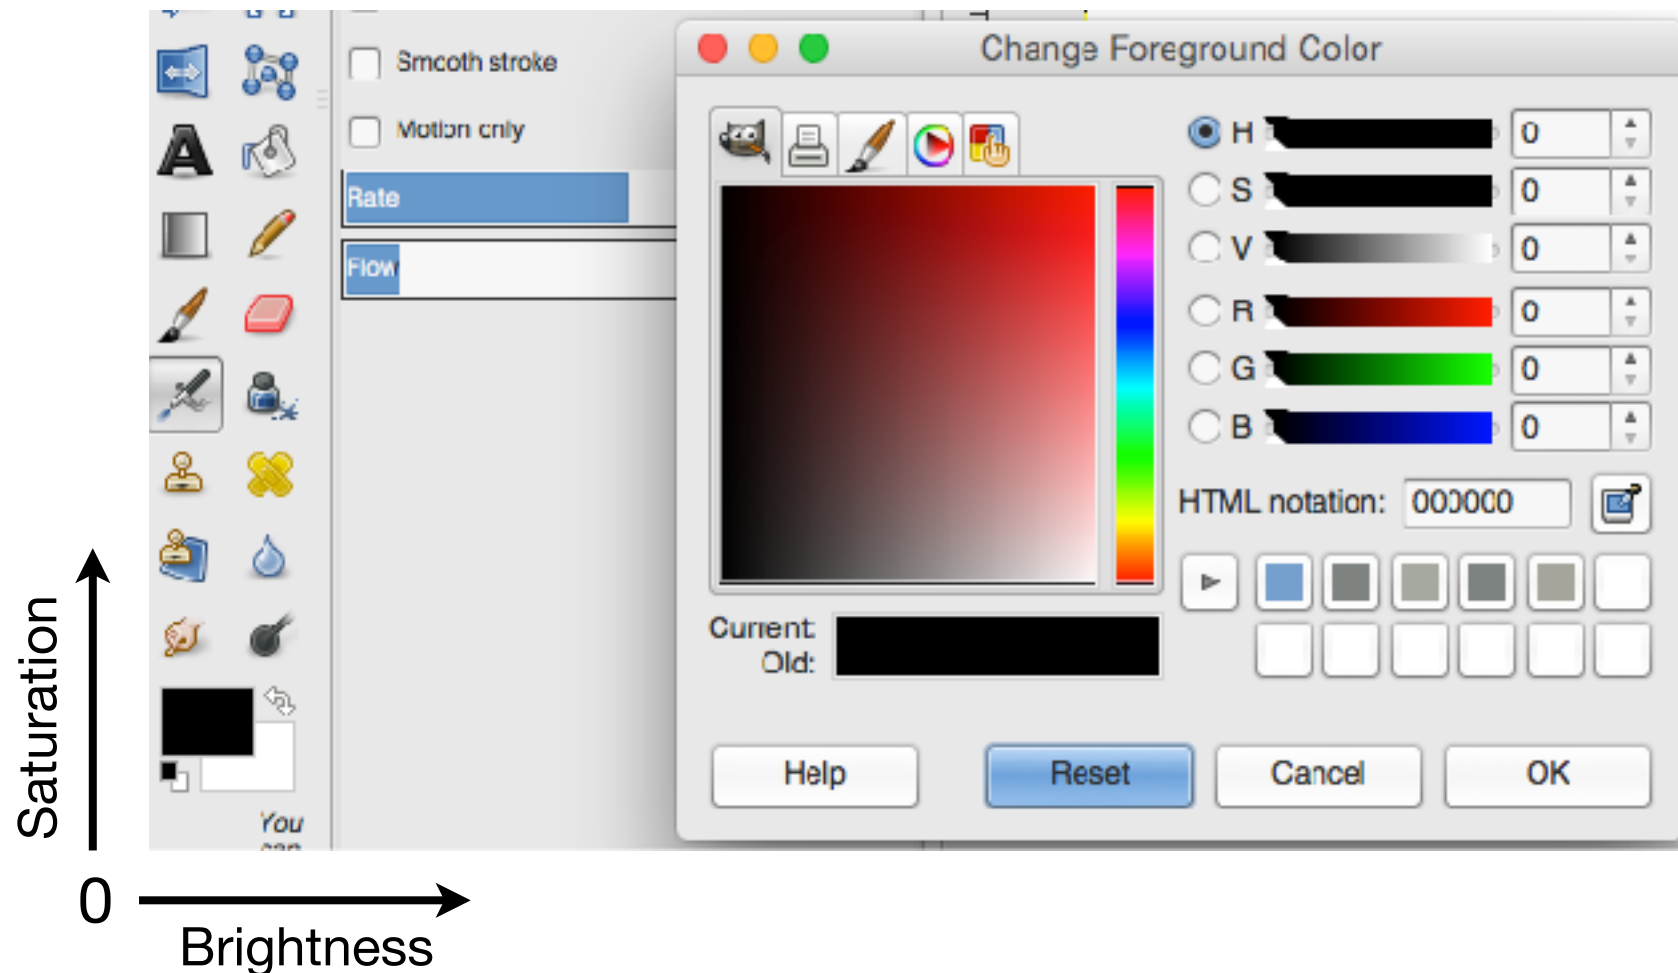 Smooth stroke
Motion only
Rate
Flow
Change Foreground Color
H 0
S 0
V 0
R 0
G 0
B 0
HTML notation: 000000
Current:
Old:
Help Reset Cancel OK
You
can
Saturation
0
Brightness